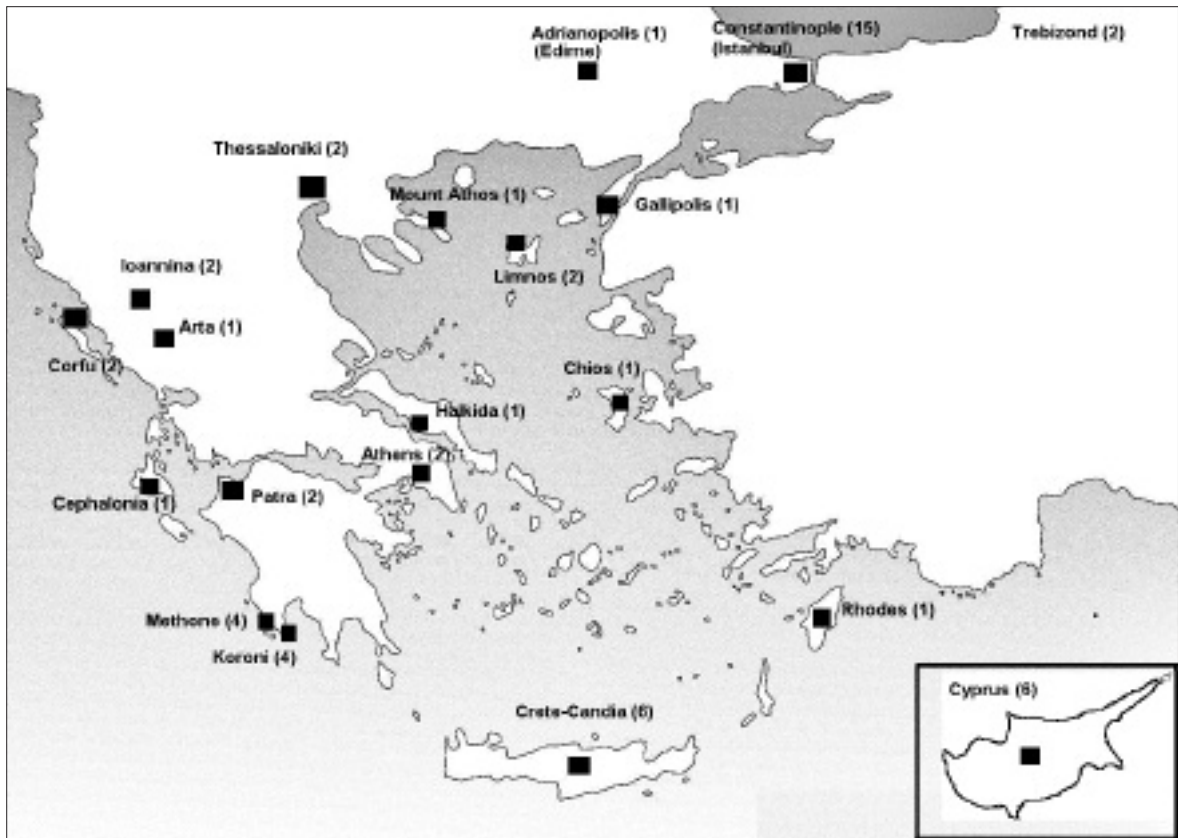 Adrianopolis (1)
(Edirne)
Constantinople (15)
(Istanbul)
Trebizond (2)
Thessaloniki (2)
Mount Athos (1)
Gallipolis (1)
Ioannina (2)
Limnos (2)
Arta (1)
Corfu (2)
Chios (1)
Halkida (1)
Athens (2)
Cephalonia (1)
Patra (2)
Methone (4)
Koroni (4)
Rhodes (1)
Crete-Candia (6)
Cyprus (6)